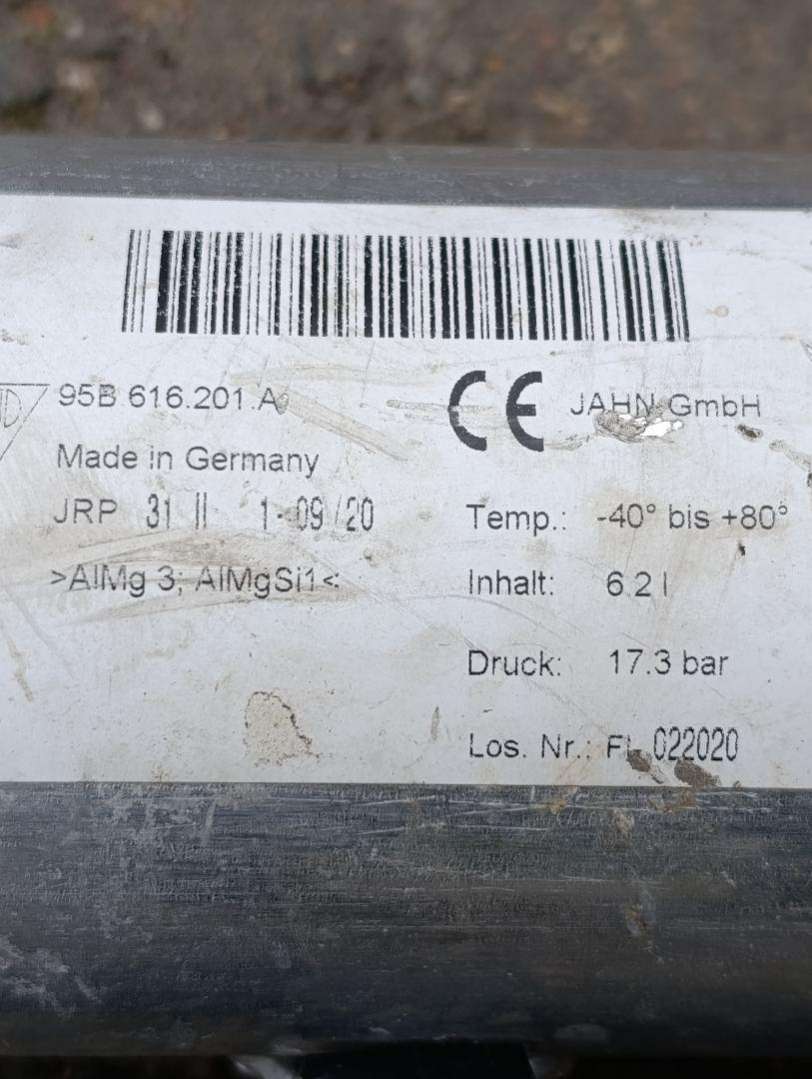 95B.616.201.A
CE JAHN GmbH
Made in Germany
JRP 31 II 1-09/20
Temp.: -40° bis +80°
>AlMg 3; AlMgSi1<
Inhalt: 6.2 l
Druck: 17.3 bar
Los. Nr.: FL 022020